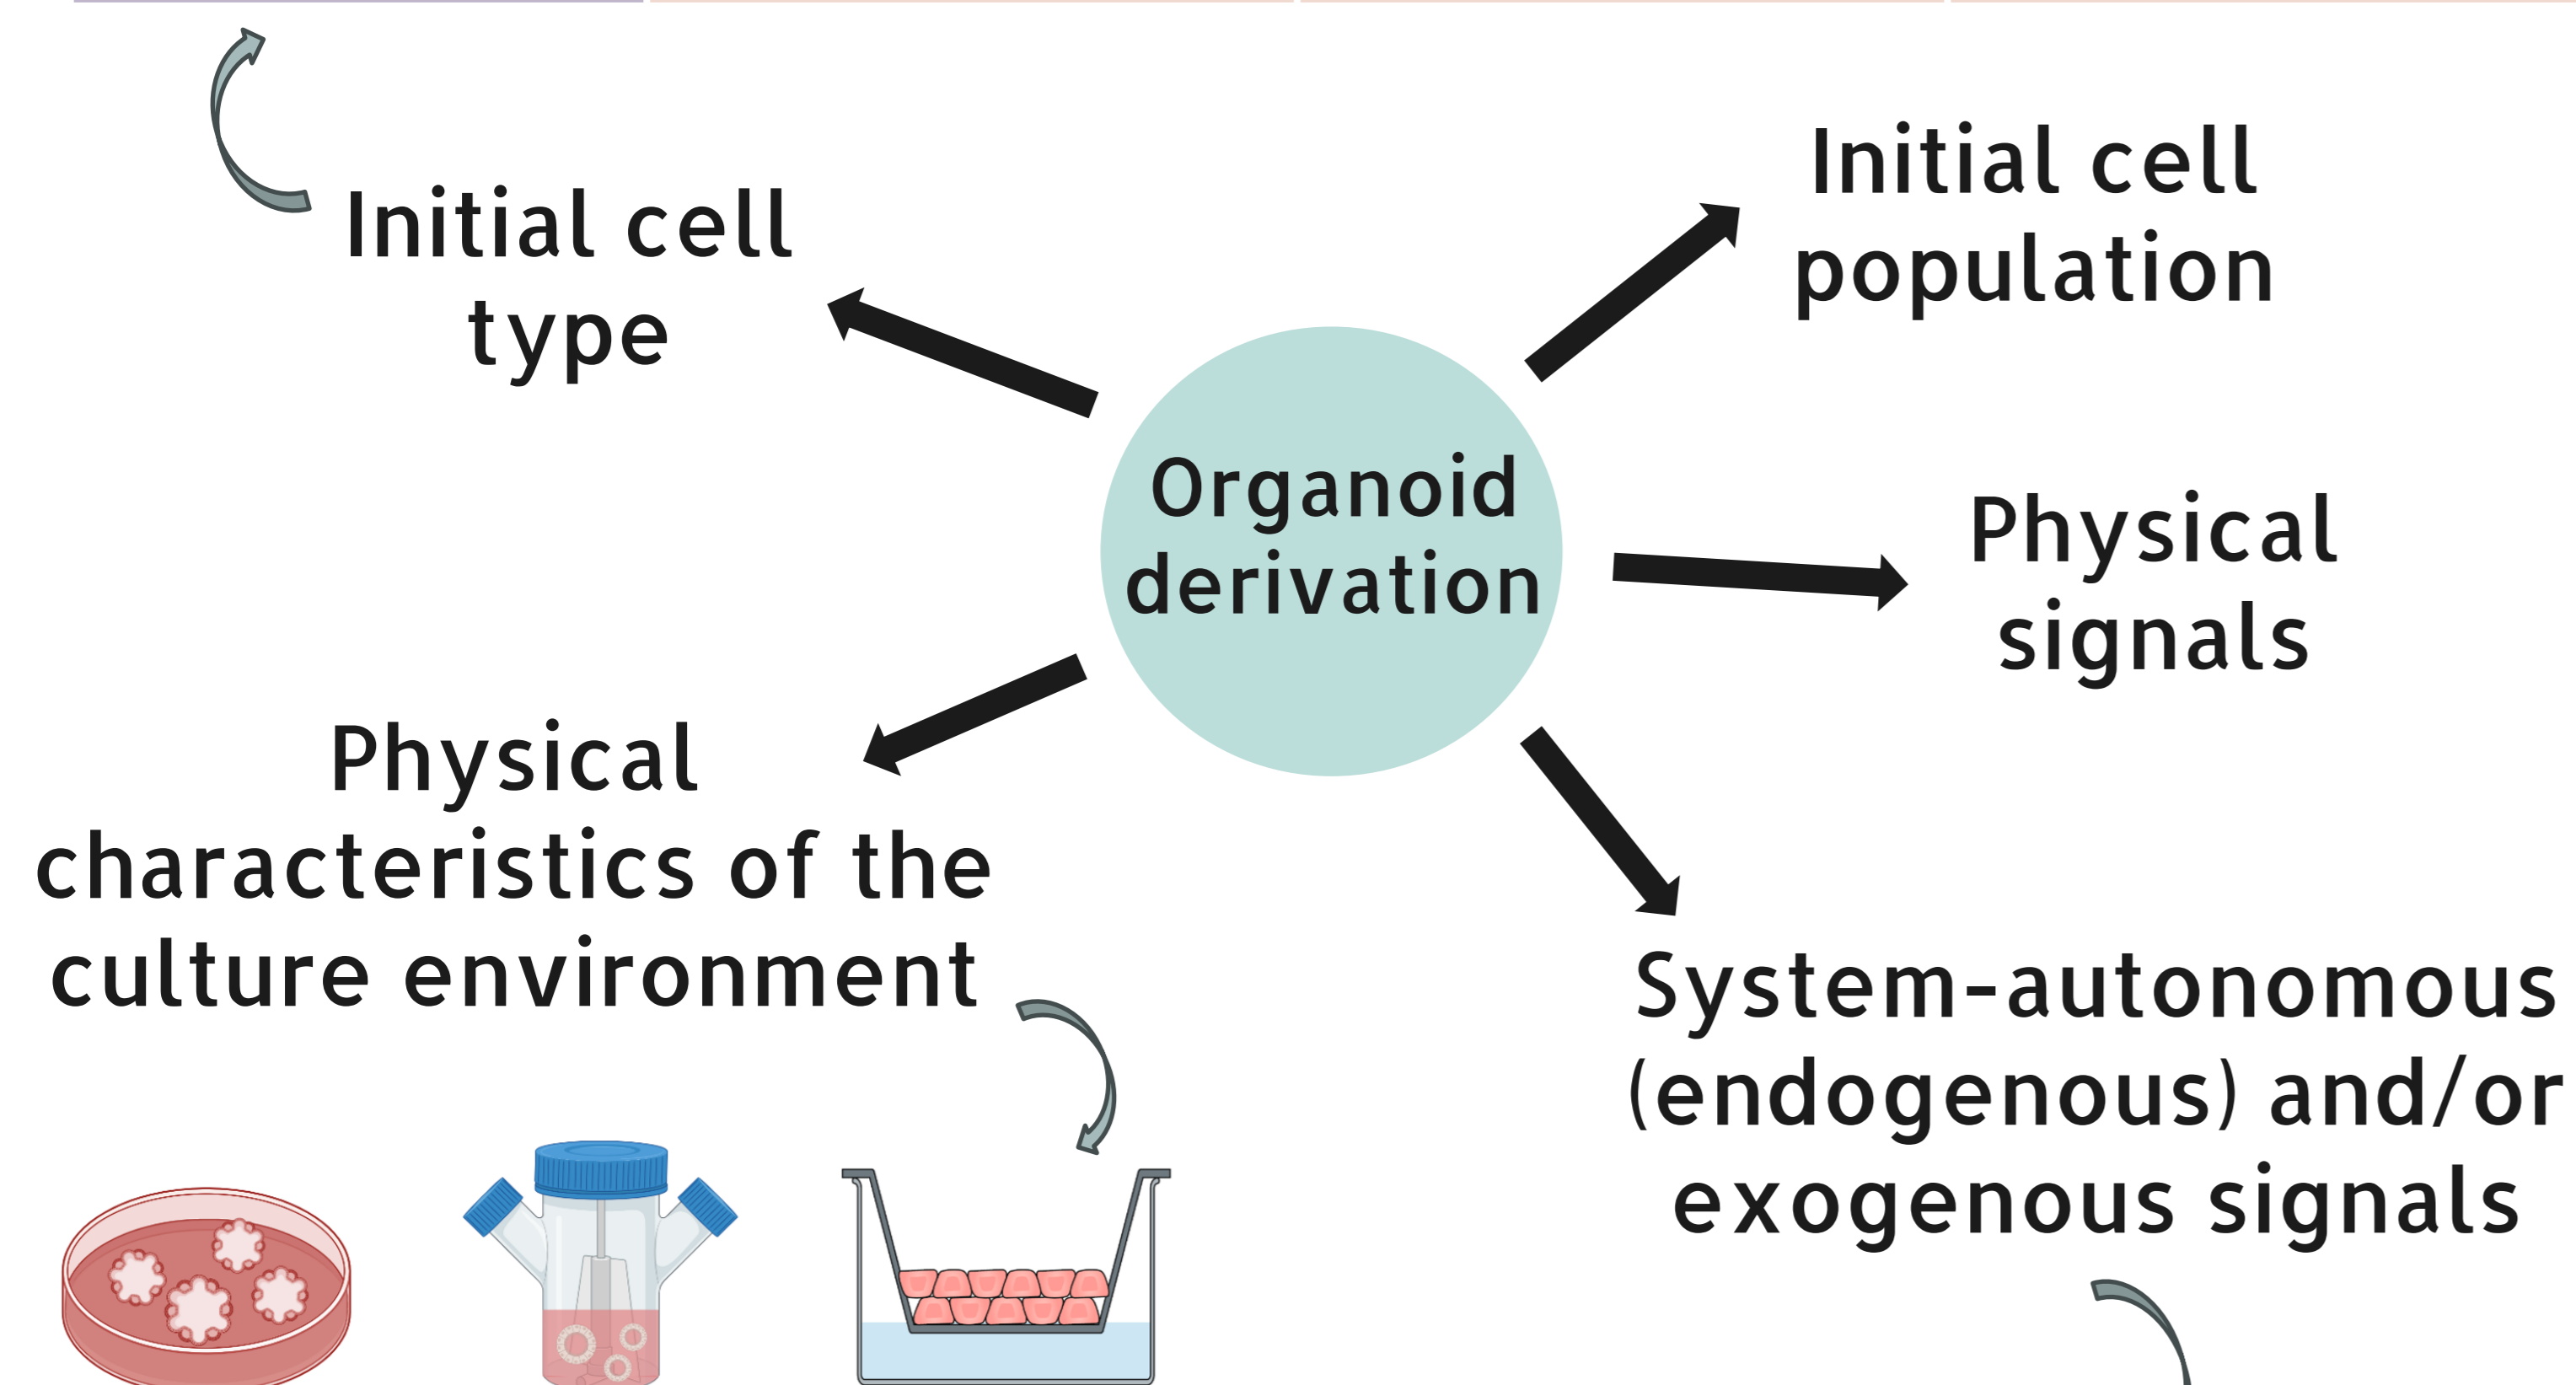 Initial cell
type
Initial cell
population
Organoid
derivation
Physical
signals
Physical
characteristics of the
culture environment
System-autonomous
(endogenous) and/or
exogenous signals